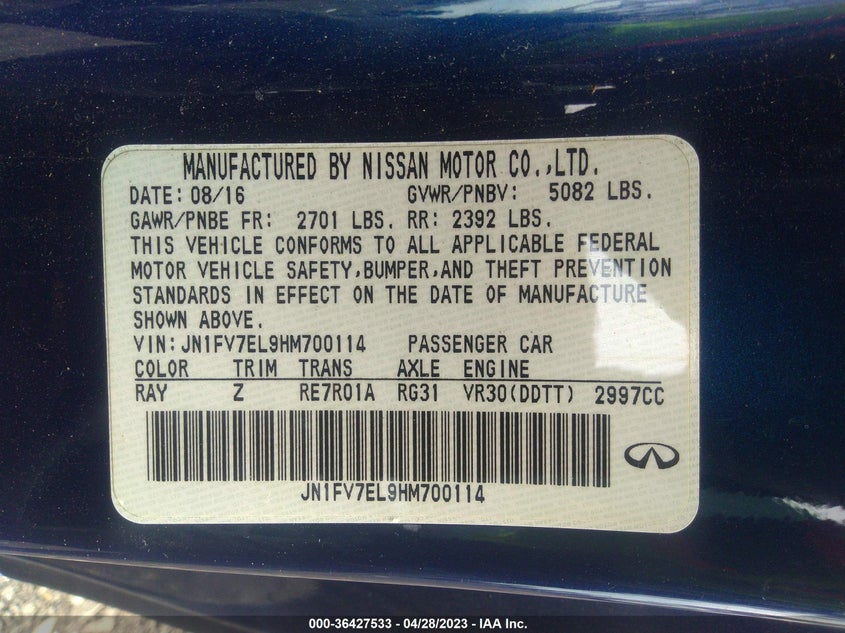 MANUFACTURED BY NISSAN MOTOR CO.,LTD.
DATE: 08/16 GVWR/PNBV: 5082 LBS.
GAWR/PNBE FR: 2701 LBS. RR: 2392 LBS.
THIS VEHICLE CONFORMS TO ALL APPLICABLE FEDERAL
MOTOR VEHICLE SAFETY,BUMPER,AND THEFT PREVENTION
STANDARDS IN EFFECT ON THE DATE OF MANUFACTURE
SHOWN ABOVE.
VIN: JN1FV7EL9HM700114 PASSENGER CAR
COLOR TRIM TRANS AXLE ENGINE
RAY Z RE7R01A RG31 VR30(DDTT) 2997CC
JN1FV7EL9HM700114
000-36427533 - 04/28/2023 - IAA Inc.